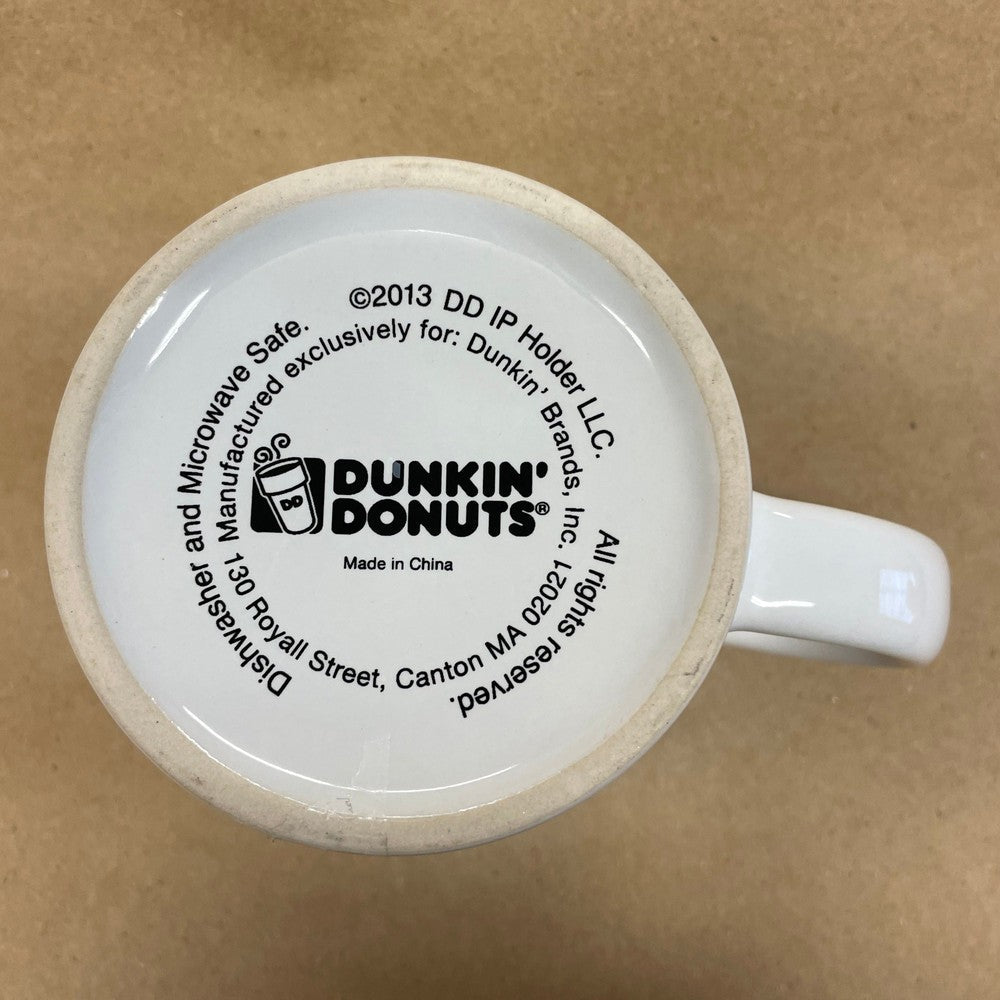 Dishwasher and Microwave Safe.
©2013 DD IP Holder LLC.
All rights reserved.
Manufactured exclusively for: Dunkin' Brands, Inc.
130 Royall Street, Canton MA 02021
DD
DUNKIN'
DONUTS®
Made in China